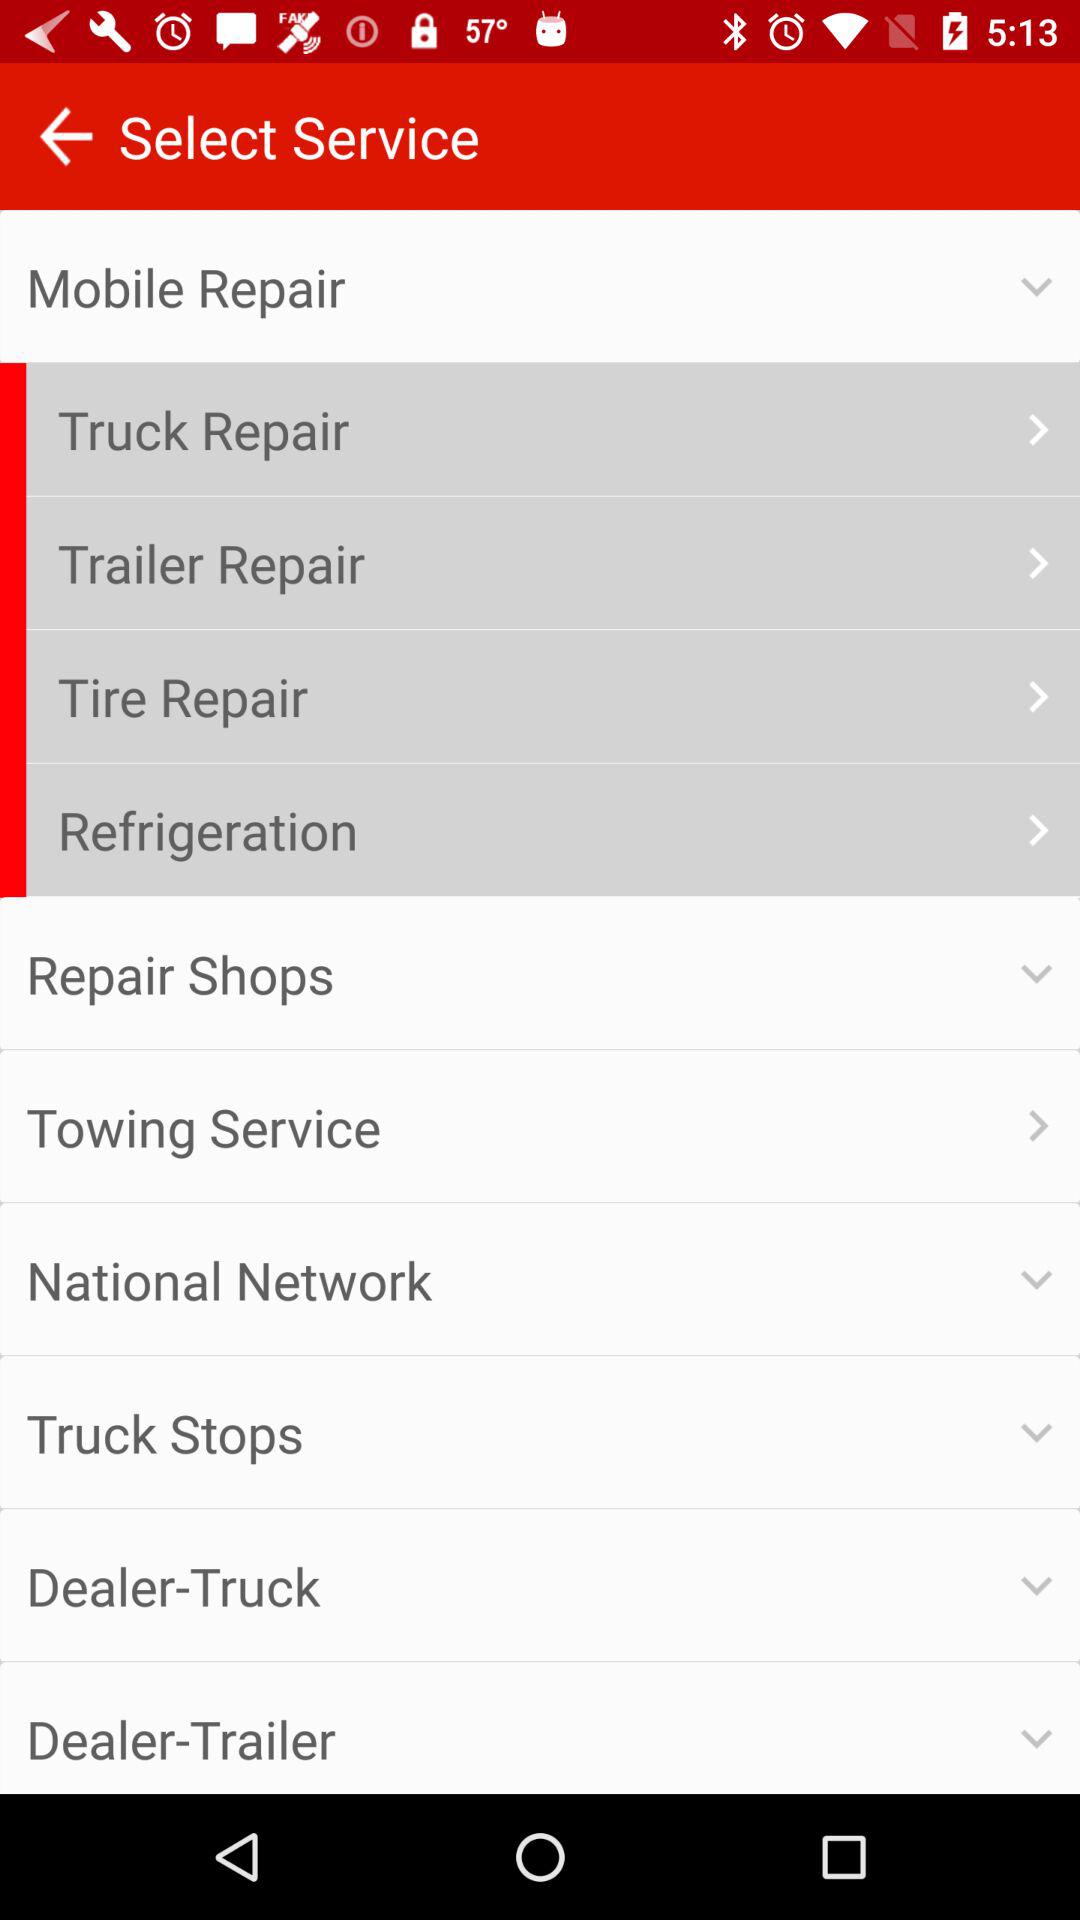 FAKE 57° 5:13
Select Service
Mobile Repair
Truck Repair
Trailer Repair
Tire Repair
Refrigeration
Repair Shops
Towing Service
National Network
Truck Stops
Dealer-Truck
Dealer-Trailer